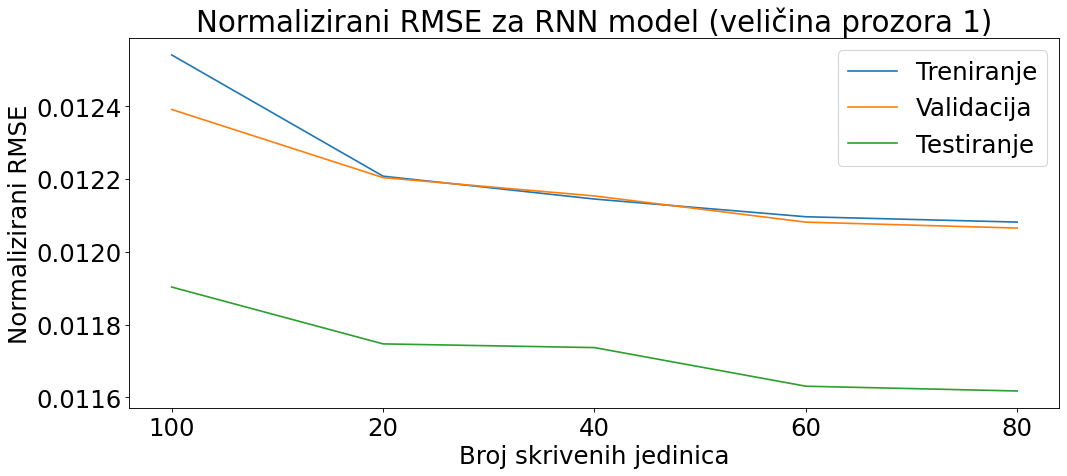 Normalizirani RMSE za RNN model (veličina prozora 1)
Normalizirani RMSE
0.0124
0.0122
0.0120
0.0118
0.0116
Treniranje
Validacija
Testiranje
100 20 40 60 80
Broj skrivenih jedinica